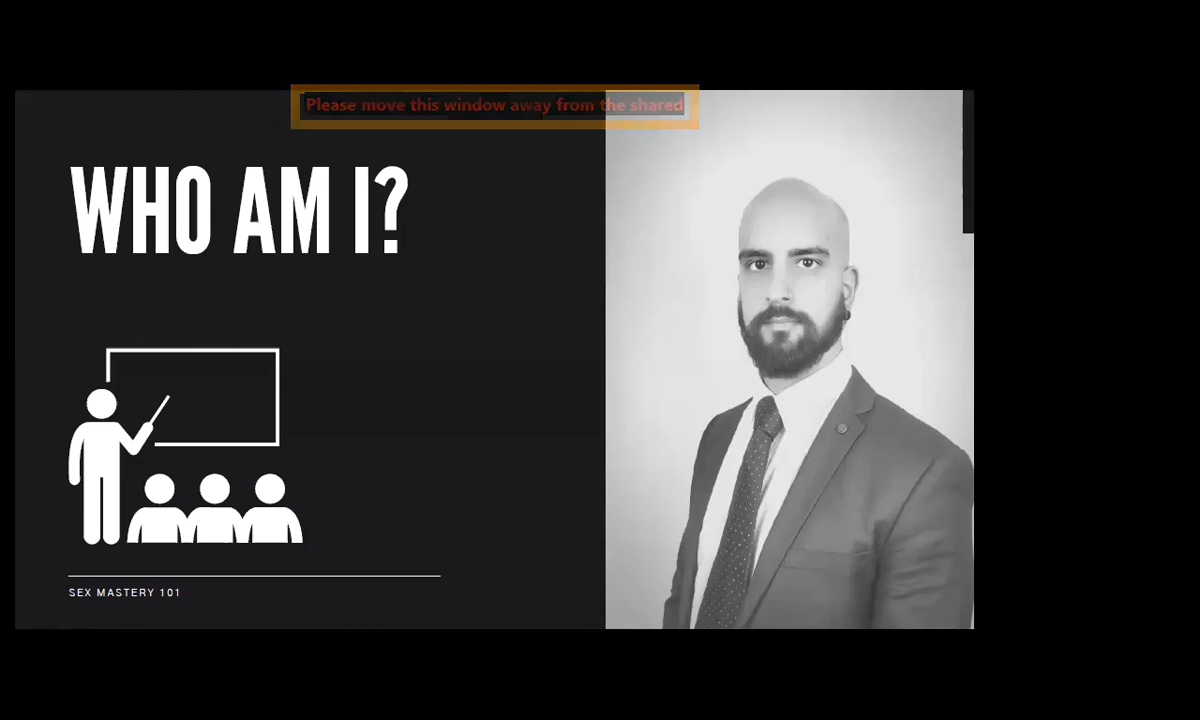 Please move this window away from the shared
WHO AM I?
SEX MASTERY 101